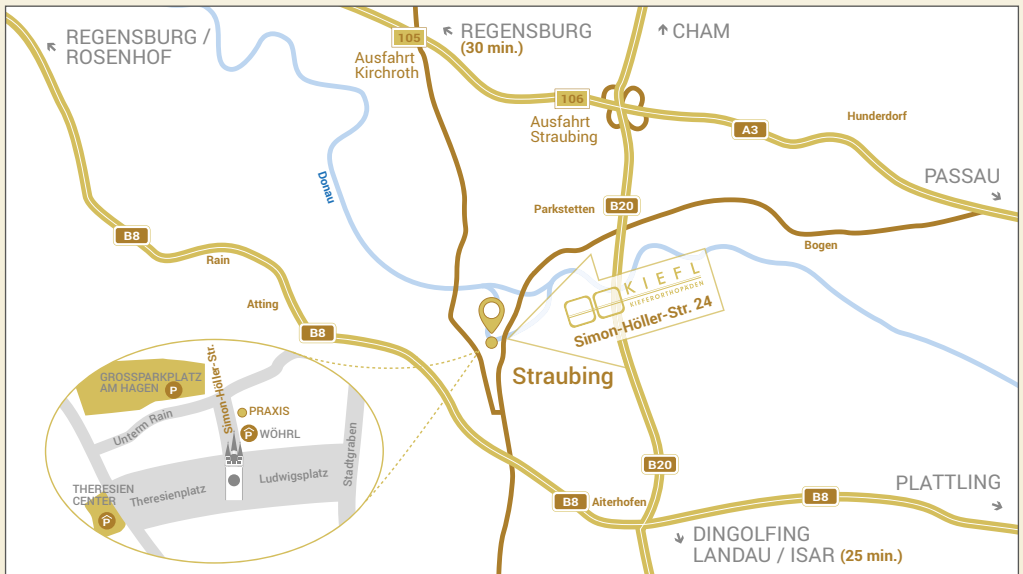 REGENSBURG /
ROSENHOF
105
Ausfahrt
Kirchroth
REGENSBURG
(30 min.)
CHAM
106
Ausfahrt
Straubing
A3
Hunderdorf
PASSAU
Donau
Parkstetten
B20
B8
Rain
Bogen
Atting
B8
KIEFL
KIEFERORTHOPÄDEN
Simon-Höller-Str. 24
Straubing
GROSSPARKPLATZ
AM HAGEN
P
Simon-Höller-Str.
Unterm Rain
PRAXIS
P
WÖHRL
Stadtgraben
THERESIEN
CENTER
P
Theresienplatz
Ludwigsplatz
B20
B8
Aiterhofen
B8
PLATTLING
DINGOLFING
LANDAU / ISAR (25 min.)